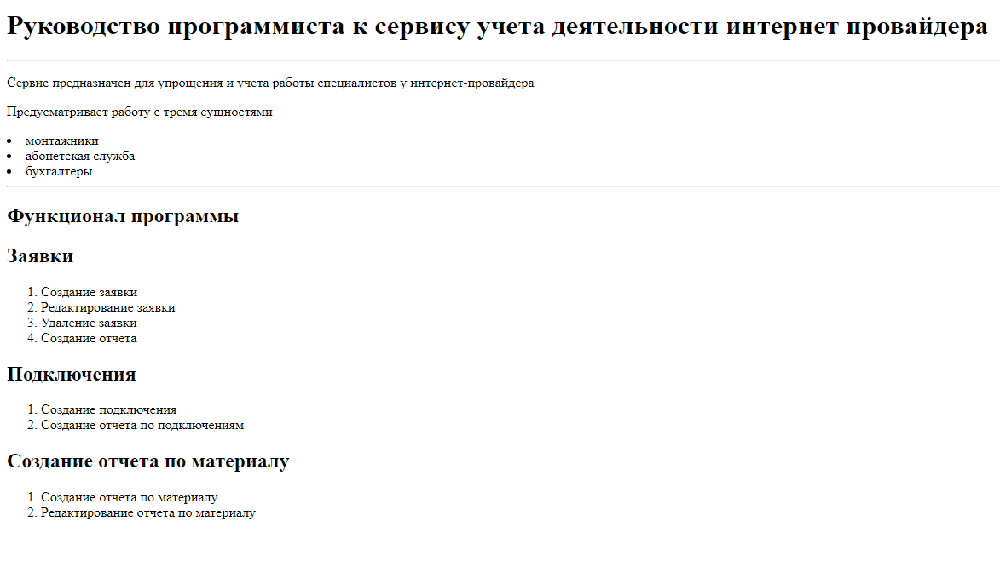 Руководство программиста к сервису учета деятельности интернет провайдера
Сервис предназначен для упрощения и учета работы специалистов у интернет-провайдера
Предусматривает работу с тремя сущностями
• монтажники
• абонетская служба
• бухгалтеры
Функционал программы
Заявки
1. Создание заявки
2. Редактирование заявки
3. Удаление заявки
4. Создание отчета
Подключения
1. Создание подключения
2. Создание отчета по подключениям
Создание отчета по материалу
1. Создание отчета по материалу
2. Редактирование отчета по материалу